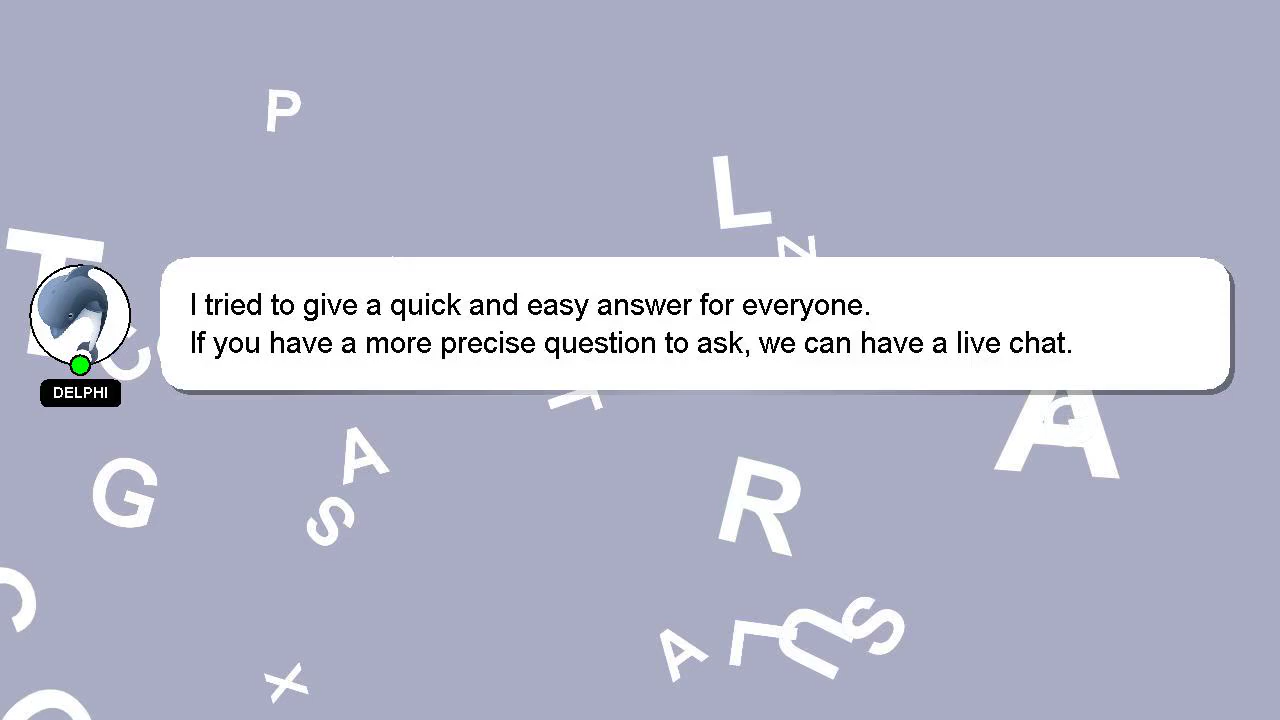 P
L
Z
T
I tried to give a quick and easy answer for everyone.
If you have a more precise question to ask, we can have a live chat.
DELPHI
A
G
A
S
R
C
A
L
U
S
X